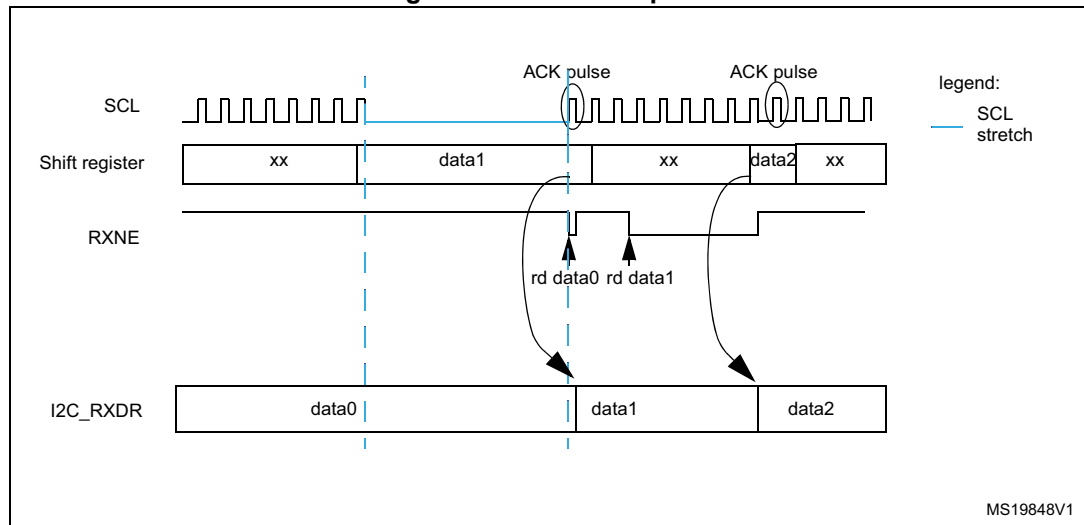 ACK pulse ACK pulse
legend:
SCL
SCL
stretch
Shift register xx data1 xx data2 xx
RXNE
rd data0 rd data1
I2C_RXDR data0 data1 data2
MS19848V1